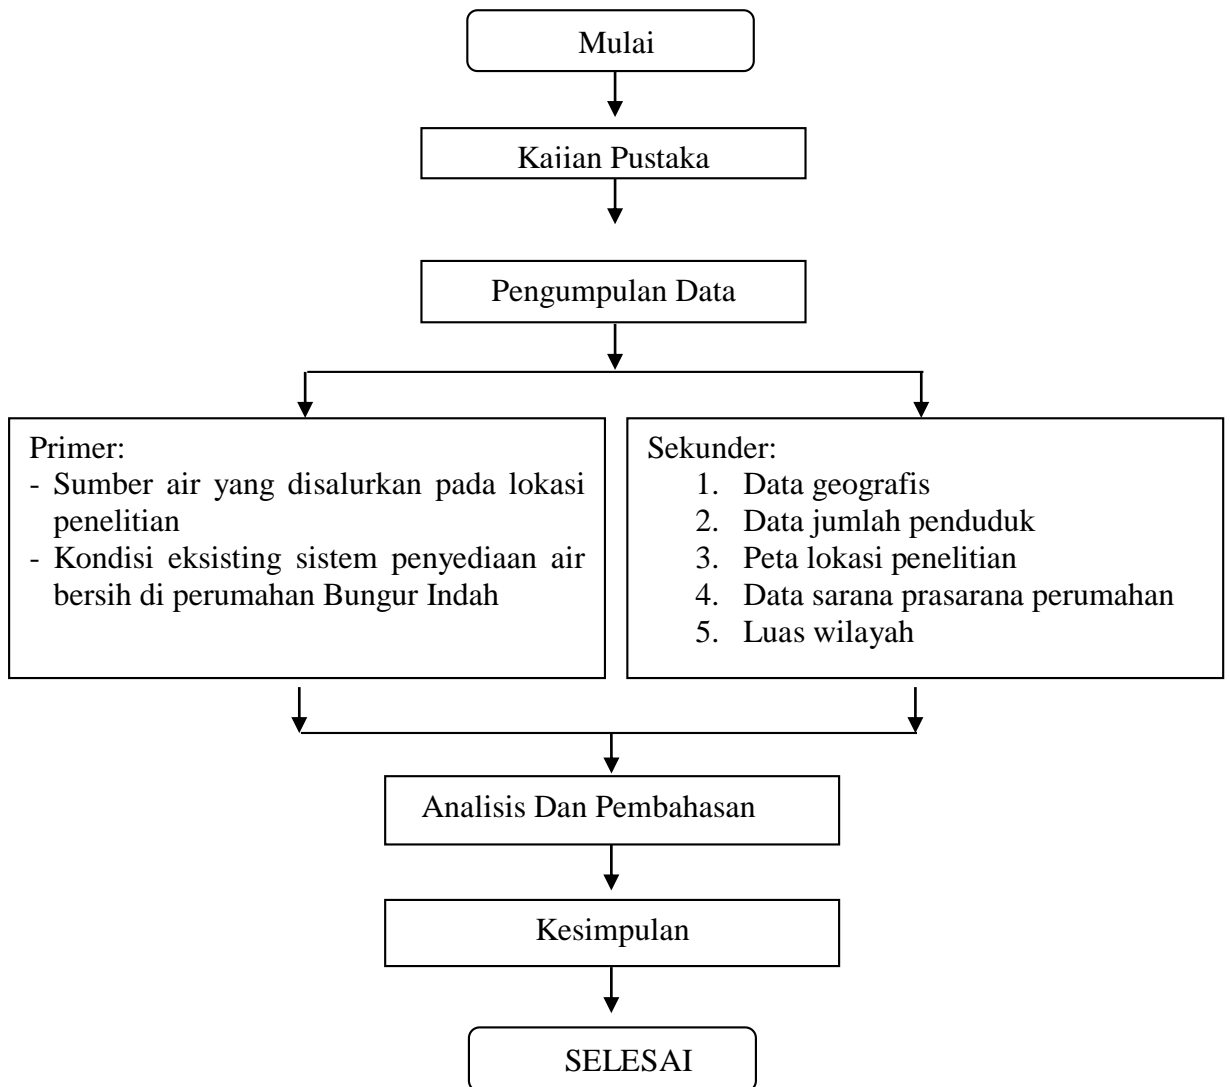 Mulai
Kajian Pustaka
Pengumpulan Data
Primer:
- Sumber air yang disalurkan pada lokasi
penelitian
- Kondisi eksisting sistem penyediaan air
bersih di perumahan Bungur Indah
Sekunder:
1. Data geografis
2. Data jumlah penduduk
3. Peta lokasi penelitian
4. Data sarana prasarana perumahan
5. Luas wilayah
Analisis Dan Pembahasan
Kesimpulan
SELESAI